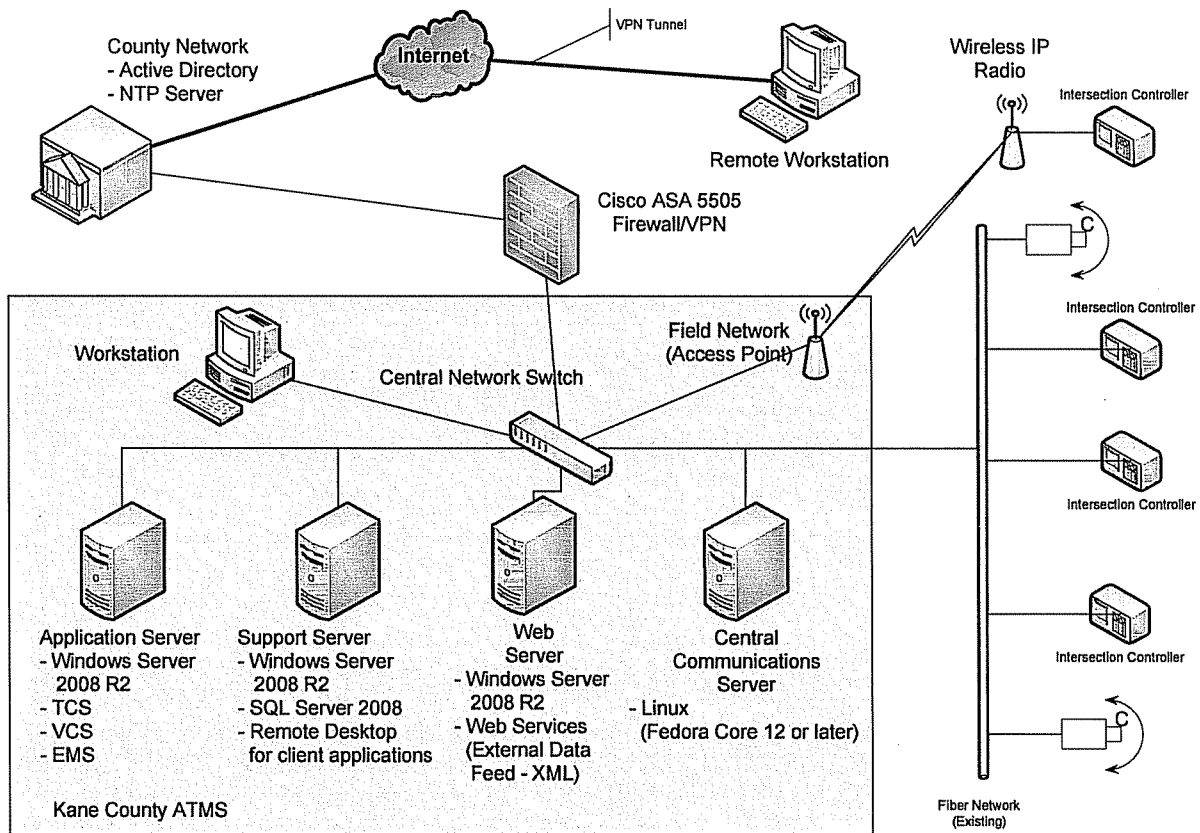 VPN Tunnel
County Network
- Active Directory
- NTP Server
Internet
Remote Workstation
Wireless IP
Radio
Intersection Controller
Cisco ASA 5505
Firewall/VPN
C
Workstation
Central Network Switch
Field Network
(Access Point)
Intersection Controller
Intersection Controller
Intersection Controller
C
Application Server
- Windows Server
2008 R2
- TCS
- VCS
- EMS
Support Server
- Windows Server
2008 R2
- SQL Server 2008
- Remote Desktop
for client applications
Web
Server
- Windows Server
2008 R2
- Web Services
(External Data
Feed - XML)
Central
Communications
Server
- Linux
(Fedora Core 12 or later)
Kane County ATMS
Fiber Network
(Existing)